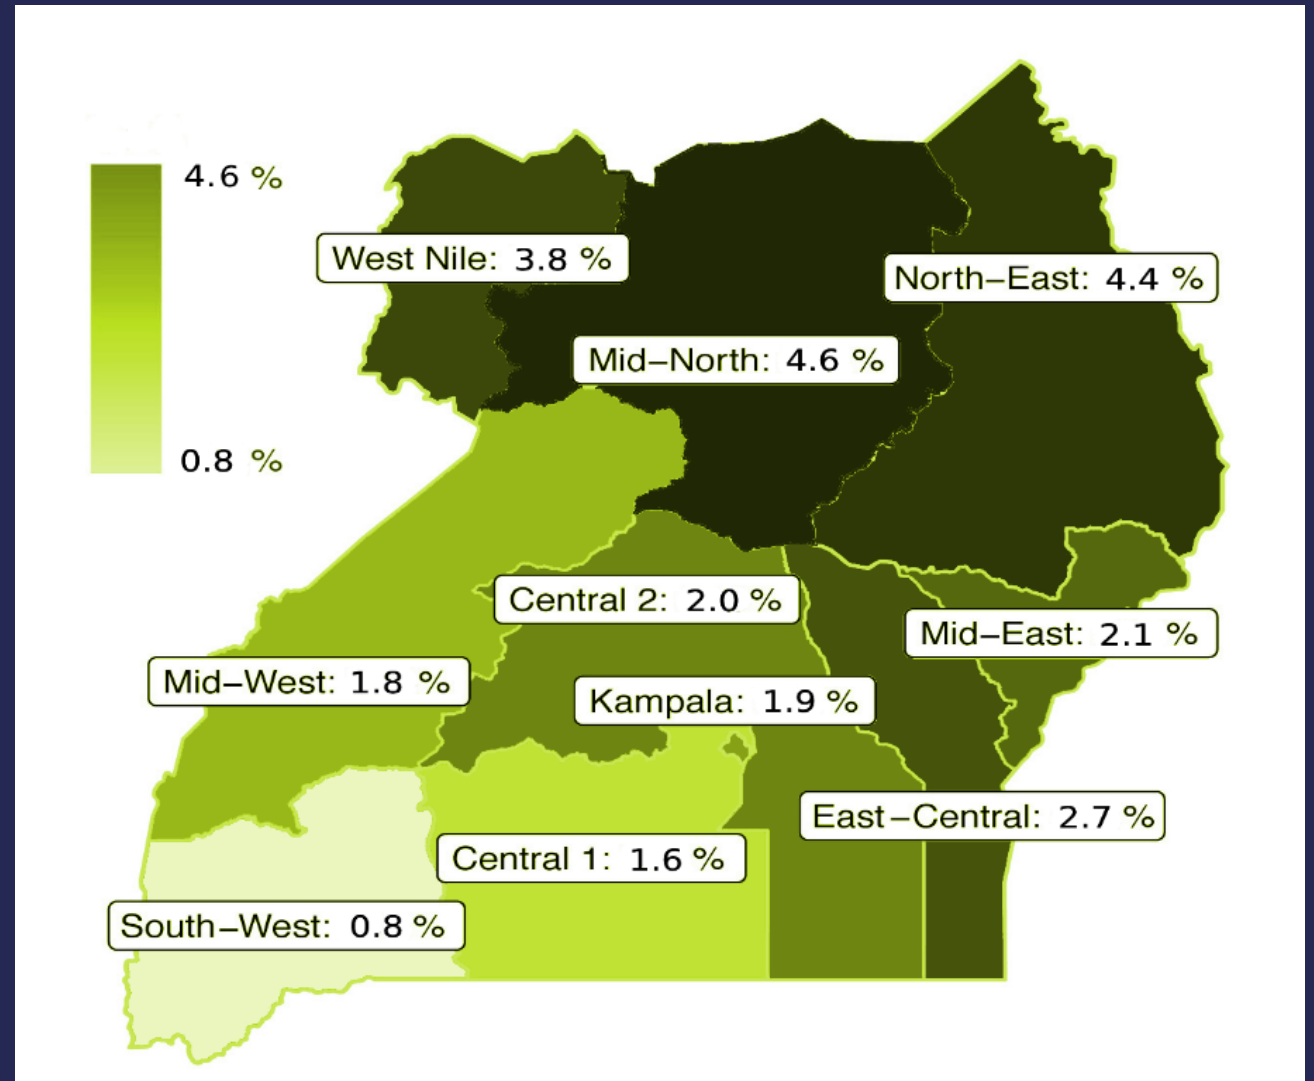 4.6 %
West Nile: 3.8 %
North–East: 4.4 %
Mid–North: 4.6 %
0.8 %
Central 2: 2.0 %
Mid–East: 2.1 %
Mid–West: 1.8 %
Kampala: 1.9 %
East–Central: 2.7 %
Central 1: 1.6 %
South–West: 0.8 %